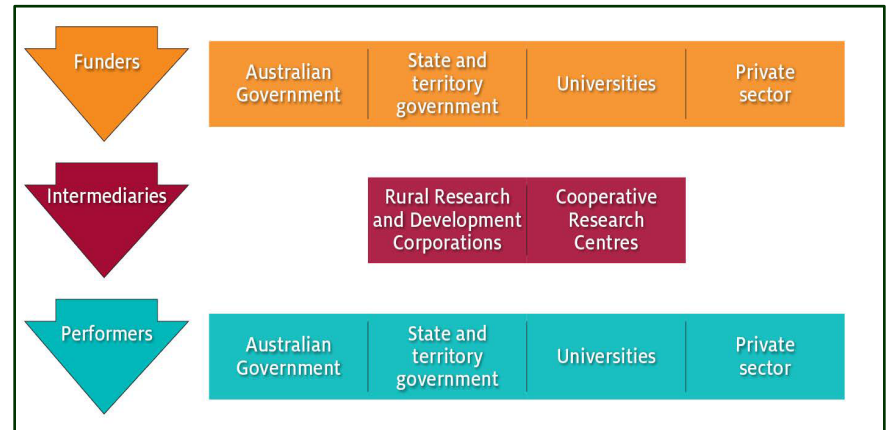 Funders
Australian
Government
State and
territory
government
Universities
Private
sector
Intermediaries
Rural Research
and Development
Corporations
Cooperative
Research
Centres
Performers
Australian
Government
State and
territory
government
Universities
Private
sector